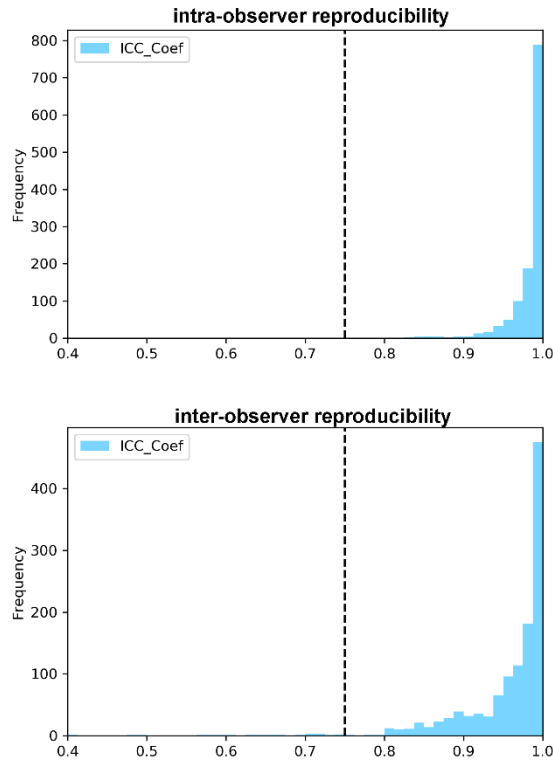 intra-observer reproducibility
ICC_Coef
800
700
600
500
400
300
200
100
0
Frequency
0.4 0.5 0.6 0.7 0.8 0.9 1.0
inter-observer reproducibility
ICC_Coef
400
300
200
100
0
Frequency
0.4 0.5 0.6 0.7 0.8 0.9 1.0